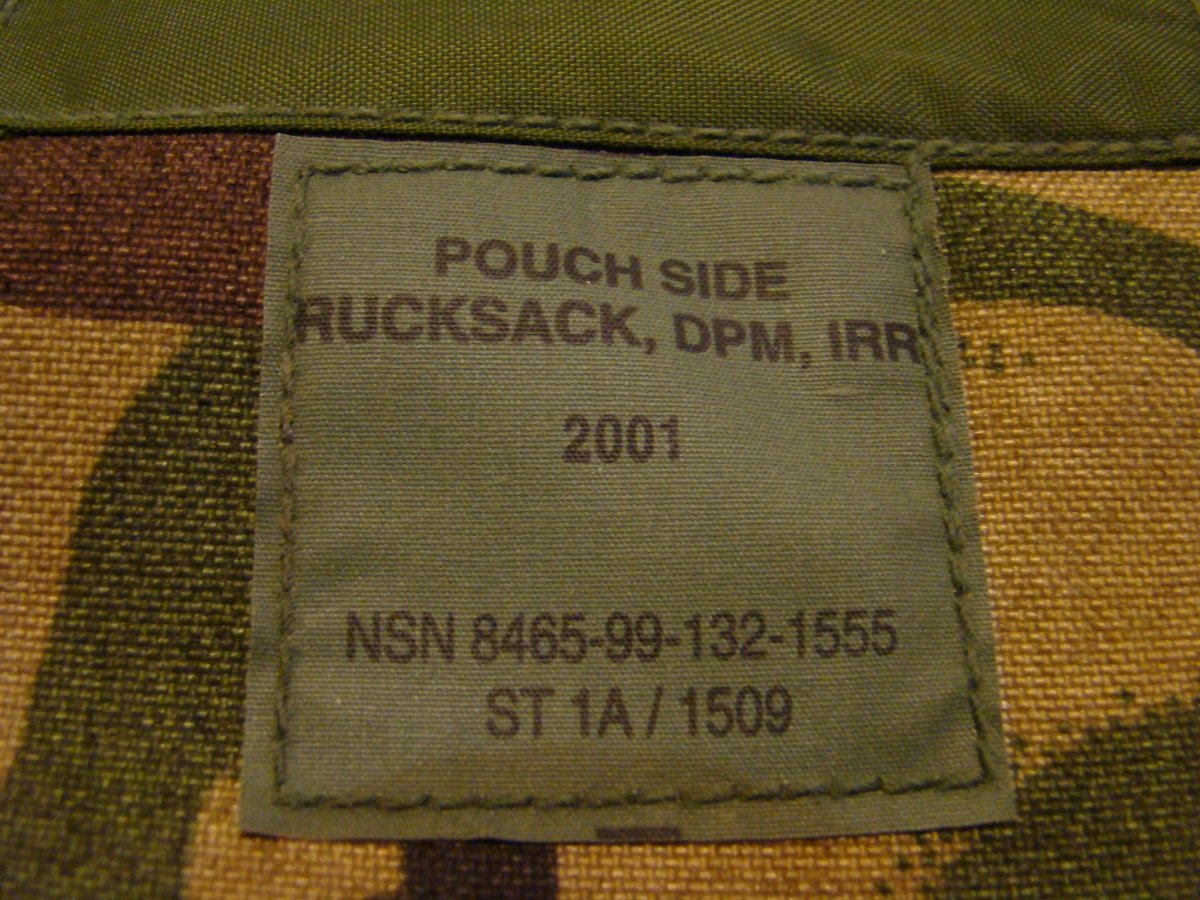 POUCH SIDE
RUCKSACK, DPM, IRR
2001
NSN 8465-99-132-1555
ST 1A / 1509